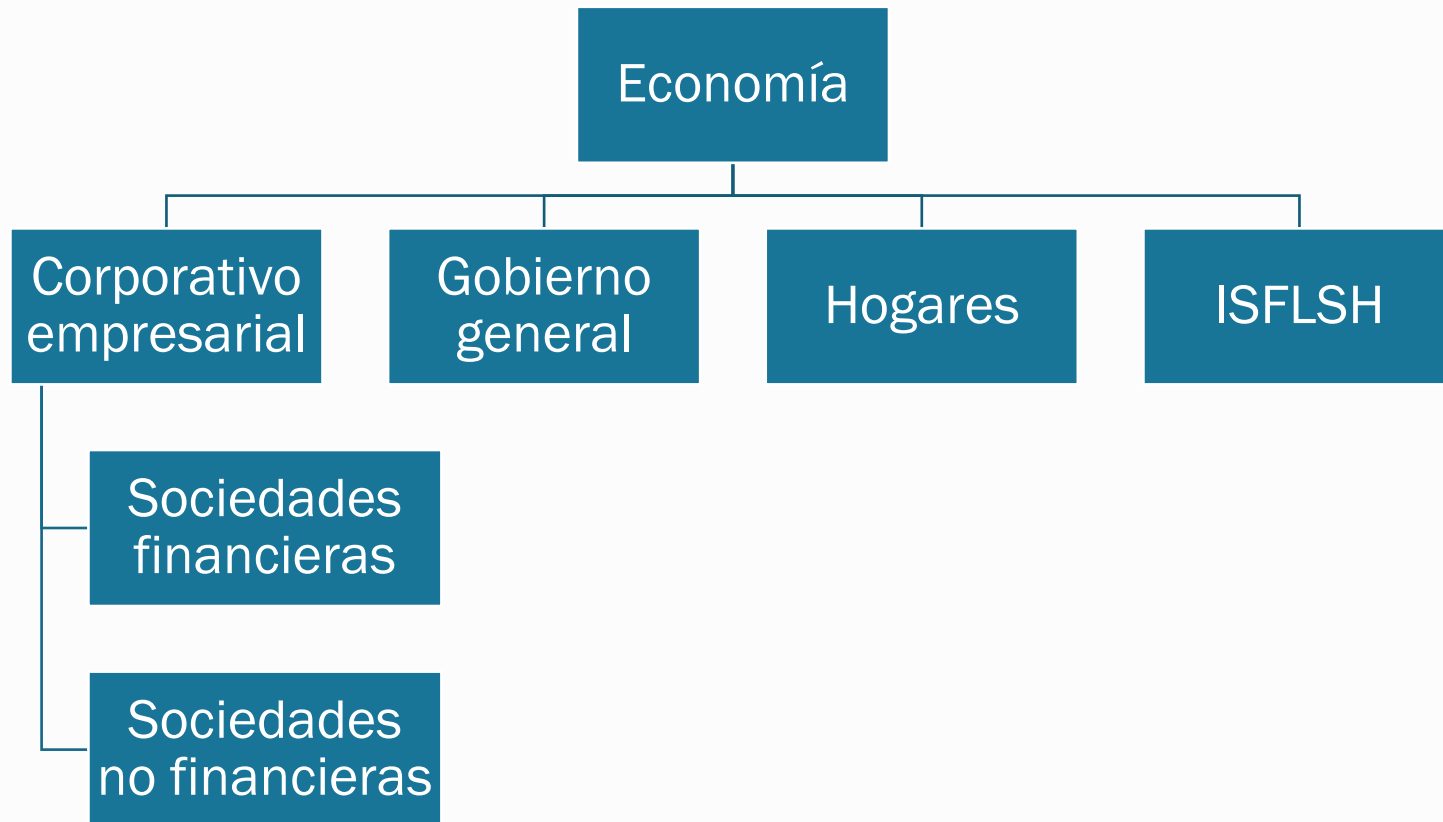 Economía
Corporativo
empresarial
Gobierno
general
Hogares
ISFLSH
Sociedades
financieras
Sociedades
no financieras